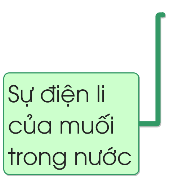 Sự điện li
của muối
trong nước